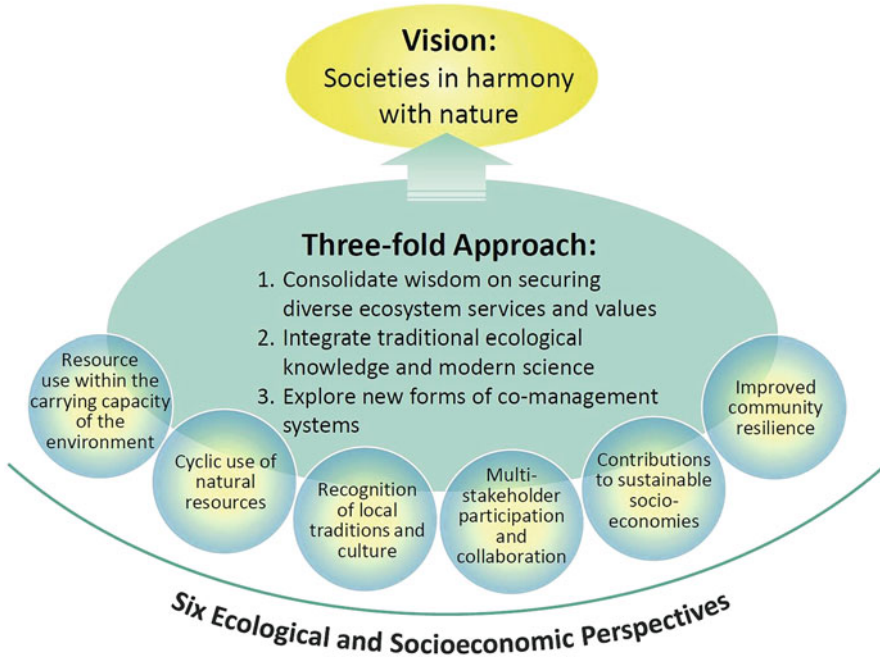 Vision:
Societies in harmony
with nature
Three-fold Approach:
1. Consolidate wisdom on securing
diverse ecosystem services and values
2. Integrate traditional ecological
knowledge and modern science
3. Explore new forms of co-management
systems
Resource
use within the
carrying capacity
of the
environment
Cyclic use of
natural
resources
Recognition
of local
traditions and
culture
Multi-
stakeholder
participation
and
collaboration
Contributions
to sustainable
socio-
economies
Improved
community
resilience
Six Ecological and Socioeconomic Perspectives